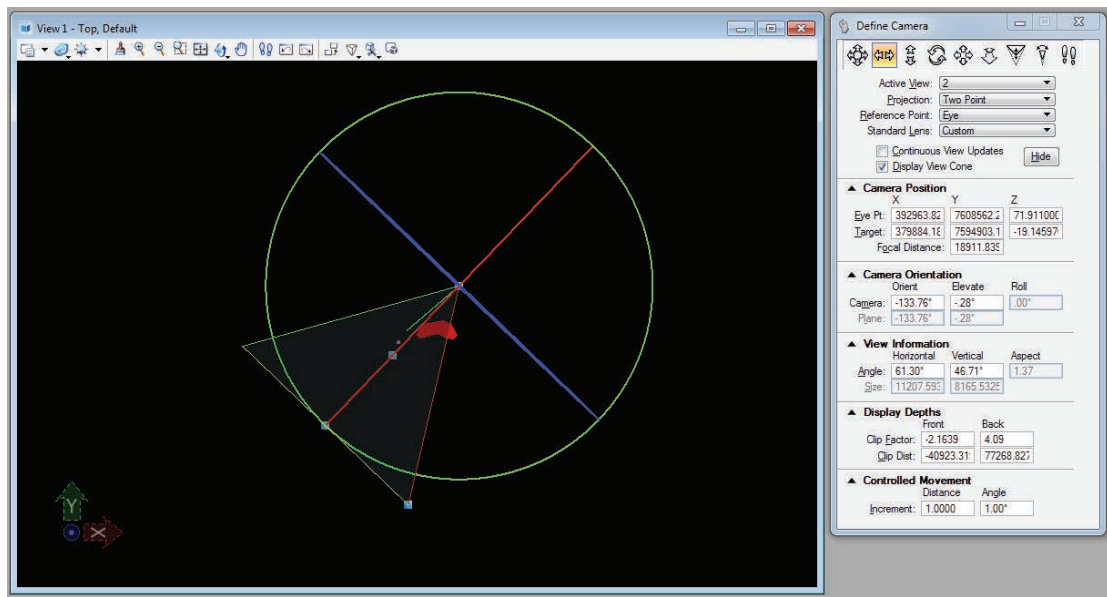 View 1 - Top, Default
Define Camera
Active View: 2
Projection: Two Point
Reference Point: Eye
Standard Lens: Custom
Continuous View Updates
Display View Cone
Hide
Camera Position
X Y Z
Eye Pt: 392963.82 7608562.2 71.911000
Target: 379884.18 7594903.1 -19.14597
Focal Distance: 18911.835
Camera Orientation
Orient Elevate Roll
Camera: -133.76° -.28° .00°
Plane: -133.76° -.28°
View Information
Horizontal Vertical Aspect
Angle: 61.30° 46.71° 1.37
Size: 11207.593 8165.5325
Display Depths
Front Back
Clip Factor: -2.1639 4.09
Clip Dist: -40923.31 77268.827
Controlled Movement
Distance Angle
Increment: 1.0000 1.00°
Y
X